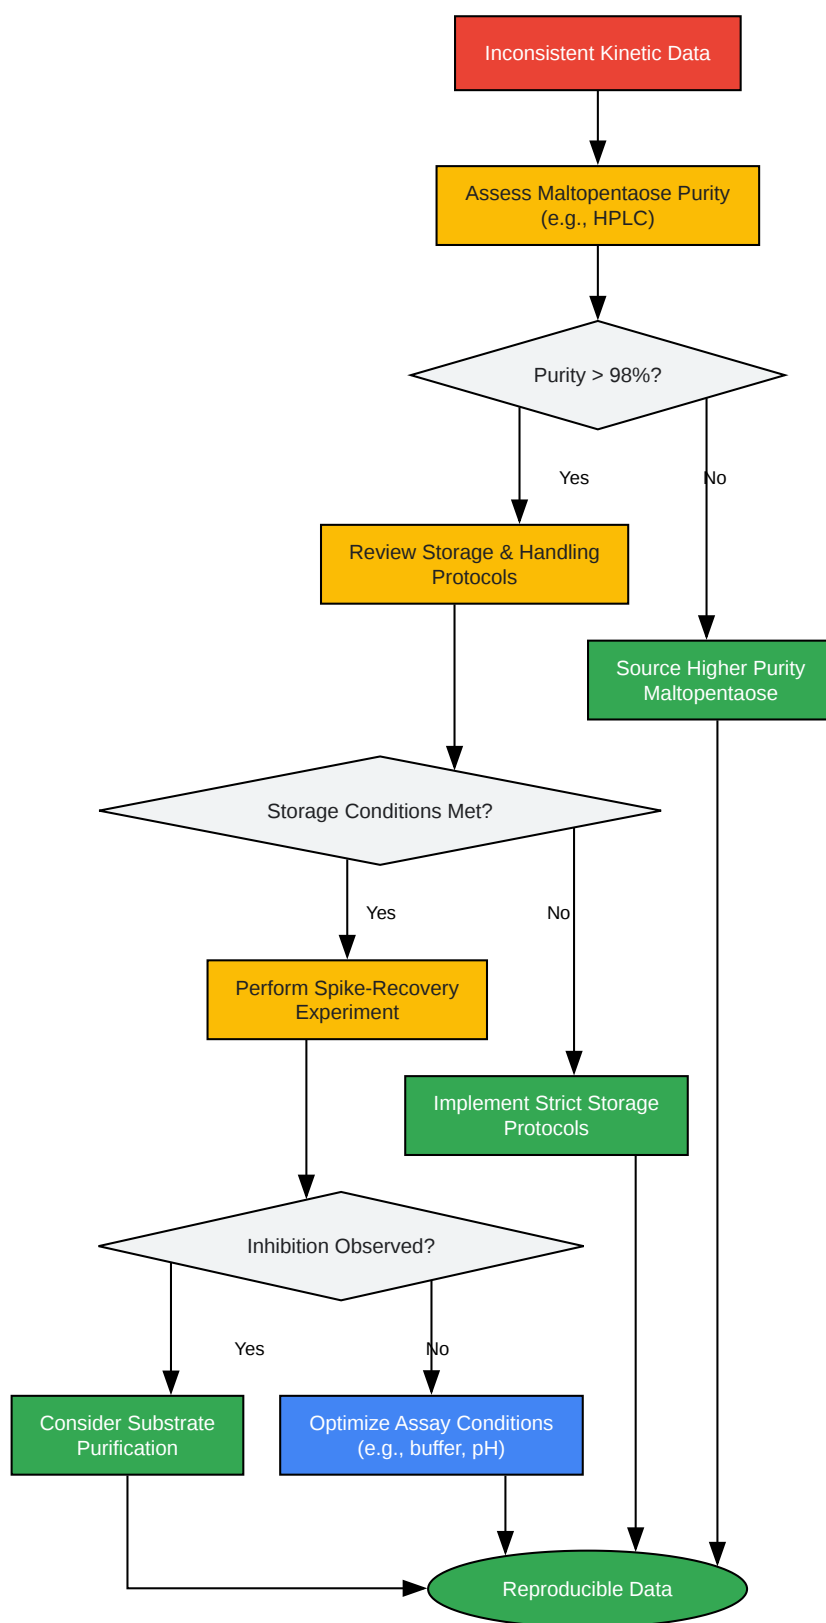 Inconsistent Kinetic Data
Assess Maltopentaose Purity
(e.g., HPLC)
Purity > 98%?
Yes
No
Review Storage & Handling
Protocols
Source Higher Purity
Maltopentaose
Storage Conditions Met?
Yes
No
Perform Spike-Recovery
Experiment
Implement Strict Storage
Protocols
Inhibition Observed?
Yes
No
Consider Substrate
Purification
Optimize Assay Conditions
(e.g., buffer, pH)
Reproducible Data